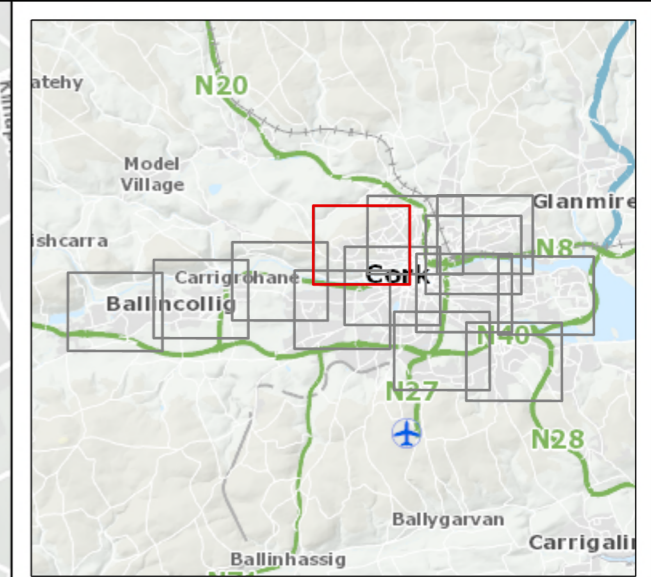 atehy
N20
Model
Village
Glanmire
ishcarra
N8
Carrigrohane
Cork
Ballincollig
N40
N27
N28
Ballygarvan
Carrigali
Ballinhassig